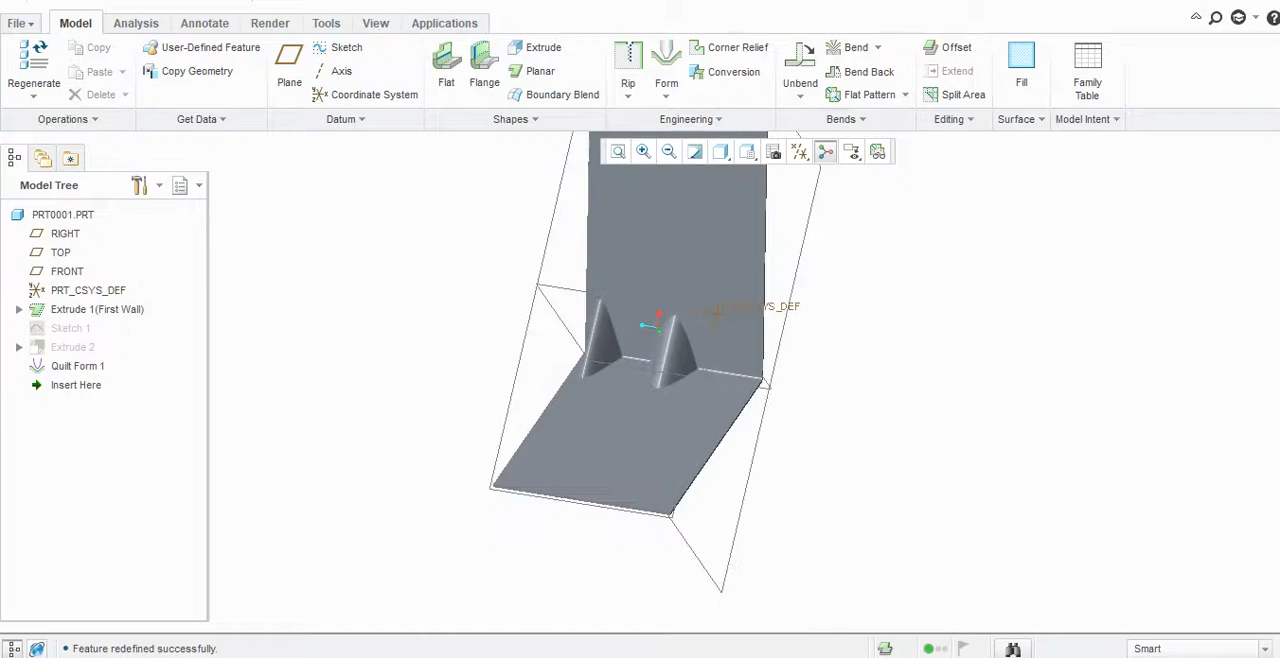 File
Model
Analysis
Annotate
Render
Tools
View
Applications
Regenerate
Copy
Paste
Delete
Operations
User-Defined Feature
Copy Geometry
Get Data
Plane
Sketch
Axis
Coordinate System
Datum
Flat
Flange
Extrude
Planar
Boundary Blend
Shapes
Rip
Form
Corner Relief
Conversion
Engineering
Unbend
Bend
Bend Back
Flat Pattern
Bends
Offset
Extend
Split Area
Editing
Fill
Surface
Family
Table
Model Intent
Model Tree
PRT0001.PRT
RIGHT
TOP
FRONT
PRT_CSYS_DEF
Extrude 1(First Wall)
Sketch 1
Extrude 2
Quilt Form 1
Insert Here
Feature redefined successfully.
Smart